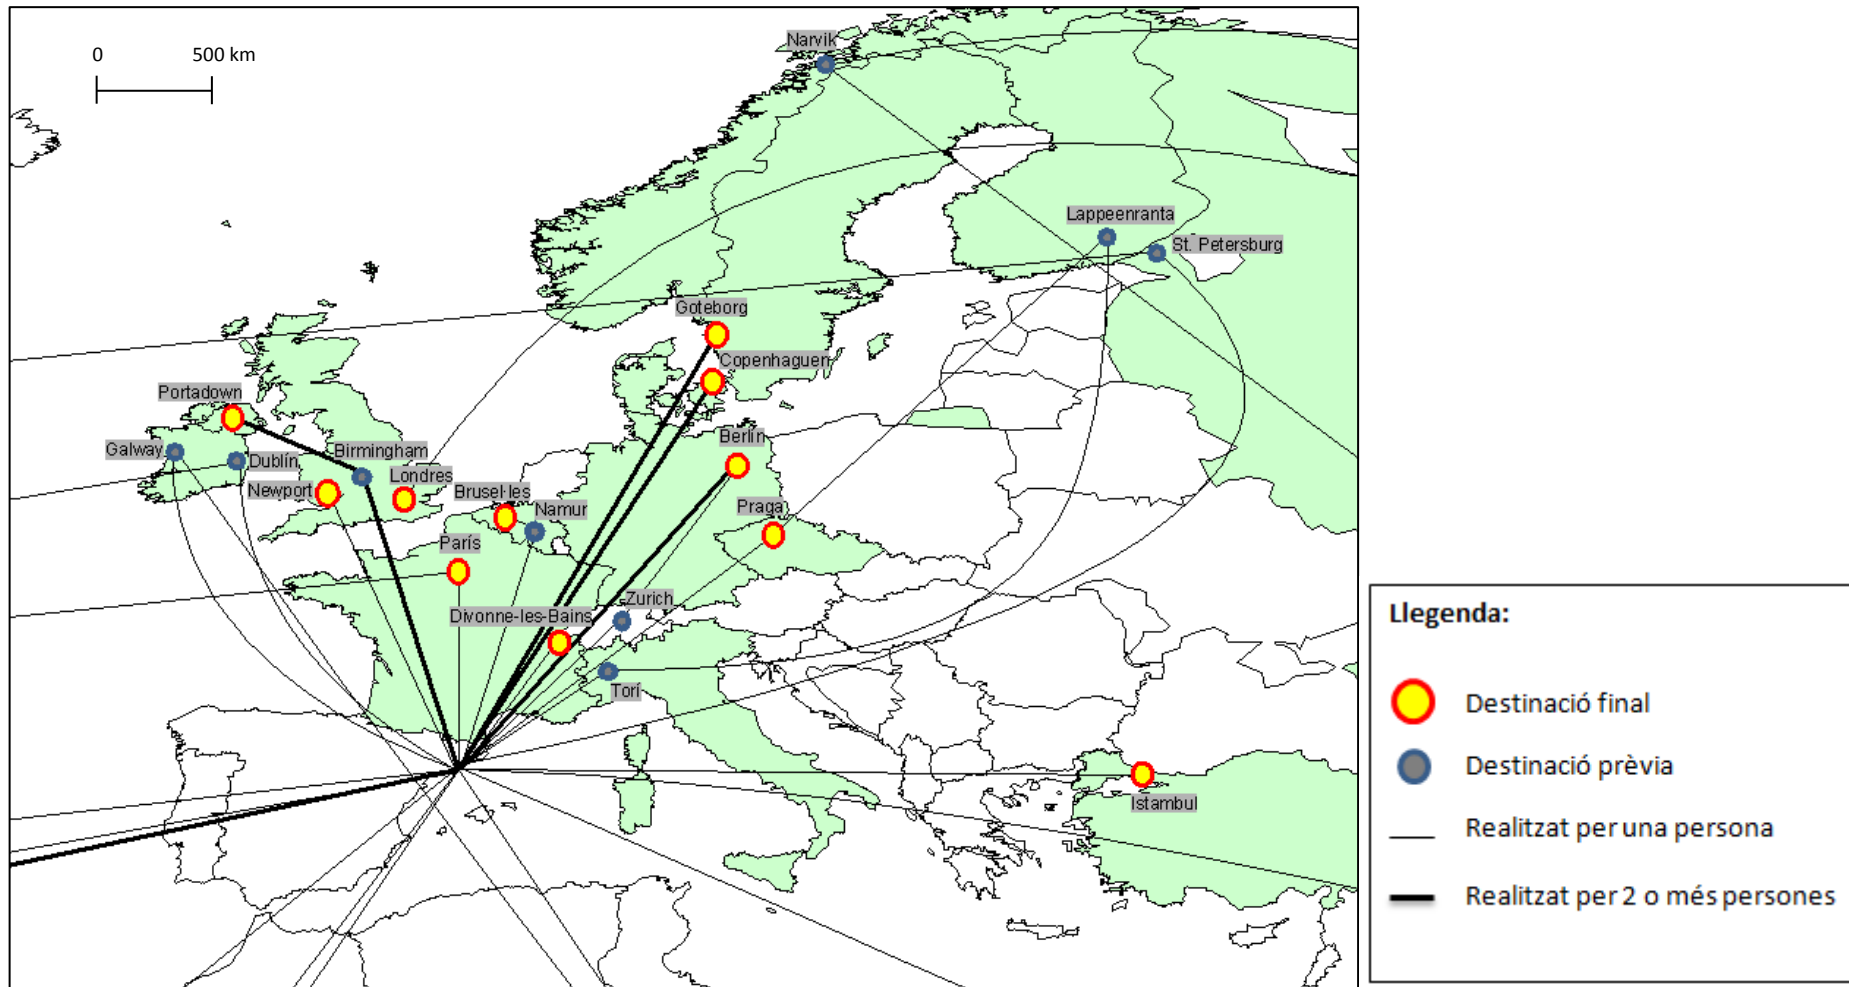 0 500 km
Narvik
Lappeenranta
St. Petersburg
Goteborg
Copenhaguen
Portadown
Galway
Dublín
Birmingham
Newport
Londres
Brusel·les
Namur
Berlín
Praga
París
Divonne-les-Bains
Zurich
Torí
Istambul
Llegenda:
Destinació final
Destinació prèvia
Realitzat per una persona
Realitzat per 2 o més persones